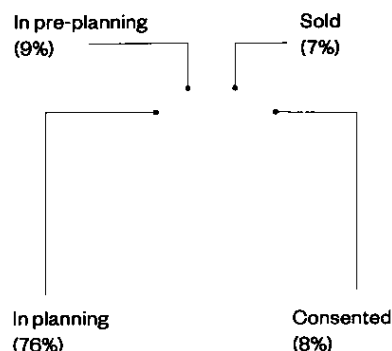 In pre-planning
(9%)
Sold
(7%)
In planning
(76%)
Consented
(8%)